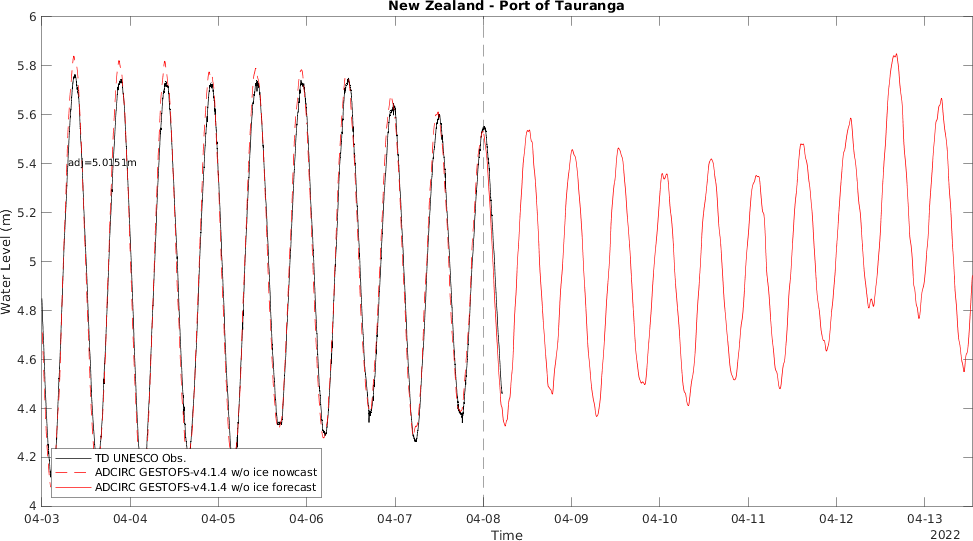 New Zealand - Port of Tauranga
6
5.8
5.6
5.4
5.2
5
4.8
4.6
4.4
4.2
4
Water Level (m)
adj=5.0151m
TD UNESCO Obs.
ADCIRC GESTOFS-v4.1.4 w/o ice nowcast
ADCIRC GESTOFS-v4.1.4 w/o ice forecast
04-03 04-04 04-05 04-06 04-07 04-08 04-09 04-10 04-11 04-12 04-13
Time
2022